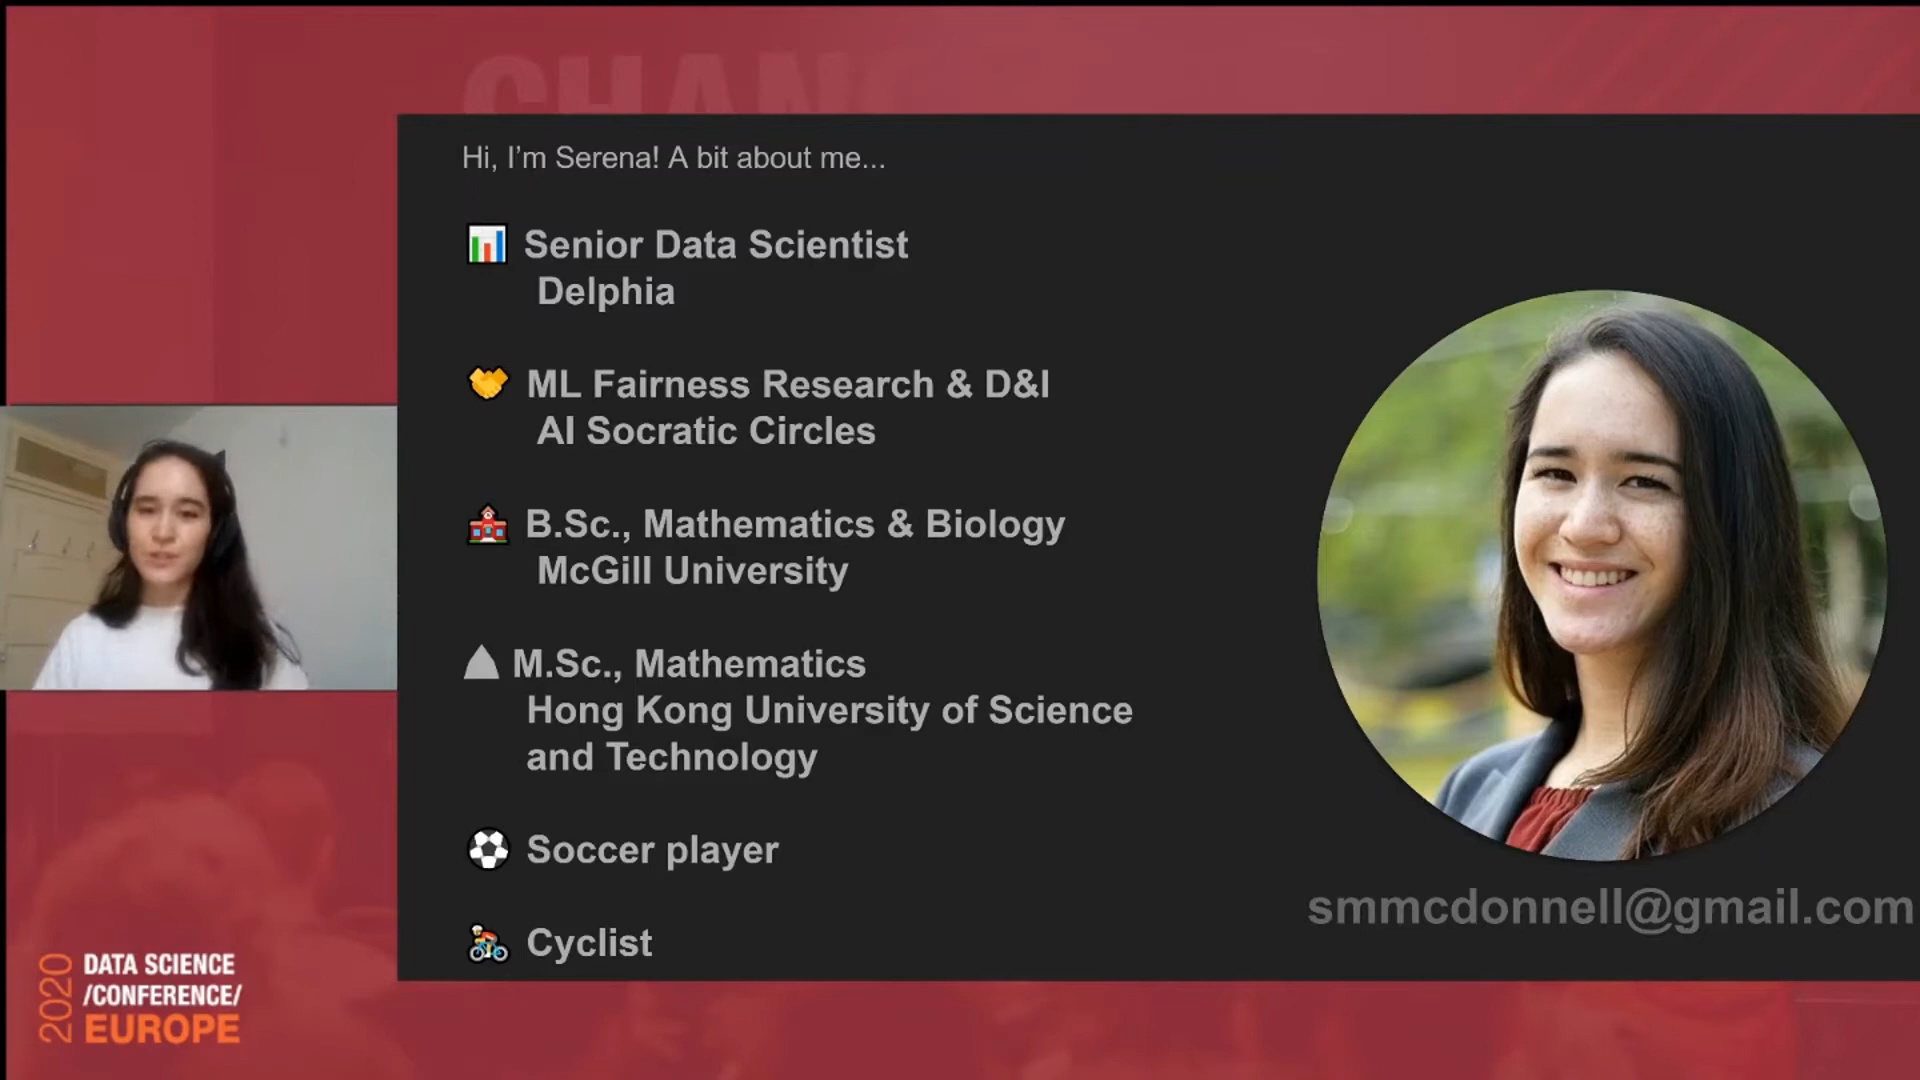 CHAN
Hi, I’m Serena! A bit about me...
Senior Data Scientist
Delphia
ML Fairness Research & D&I
AI Socratic Circles
B.Sc., Mathematics & Biology
McGill University
M.Sc., Mathematics
Hong Kong University of Science
and Technology
Soccer player
Cyclist
smmcdonnell@gmail.com
2020
DATA SCIENCE
/CONFERENCE/
EUROPE